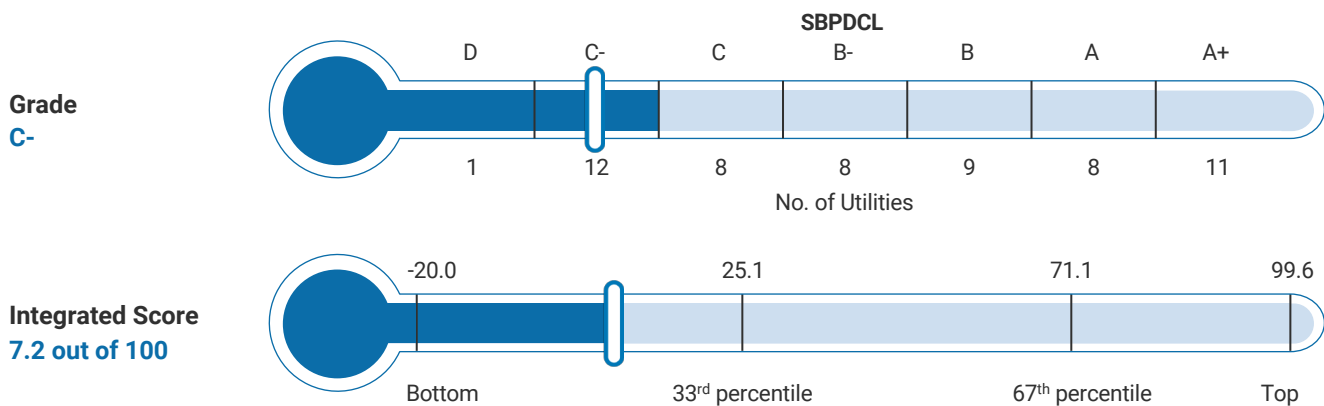 SBPDCL
D C- C B- B A A+
Grade
C-
1 12 8 8 9 8 11
No. of Utilities
-20.0 25.1 71.1 99.6
Integrated Score
7.2 out of 100
Bottom 33rd percentile 67th percentile Top